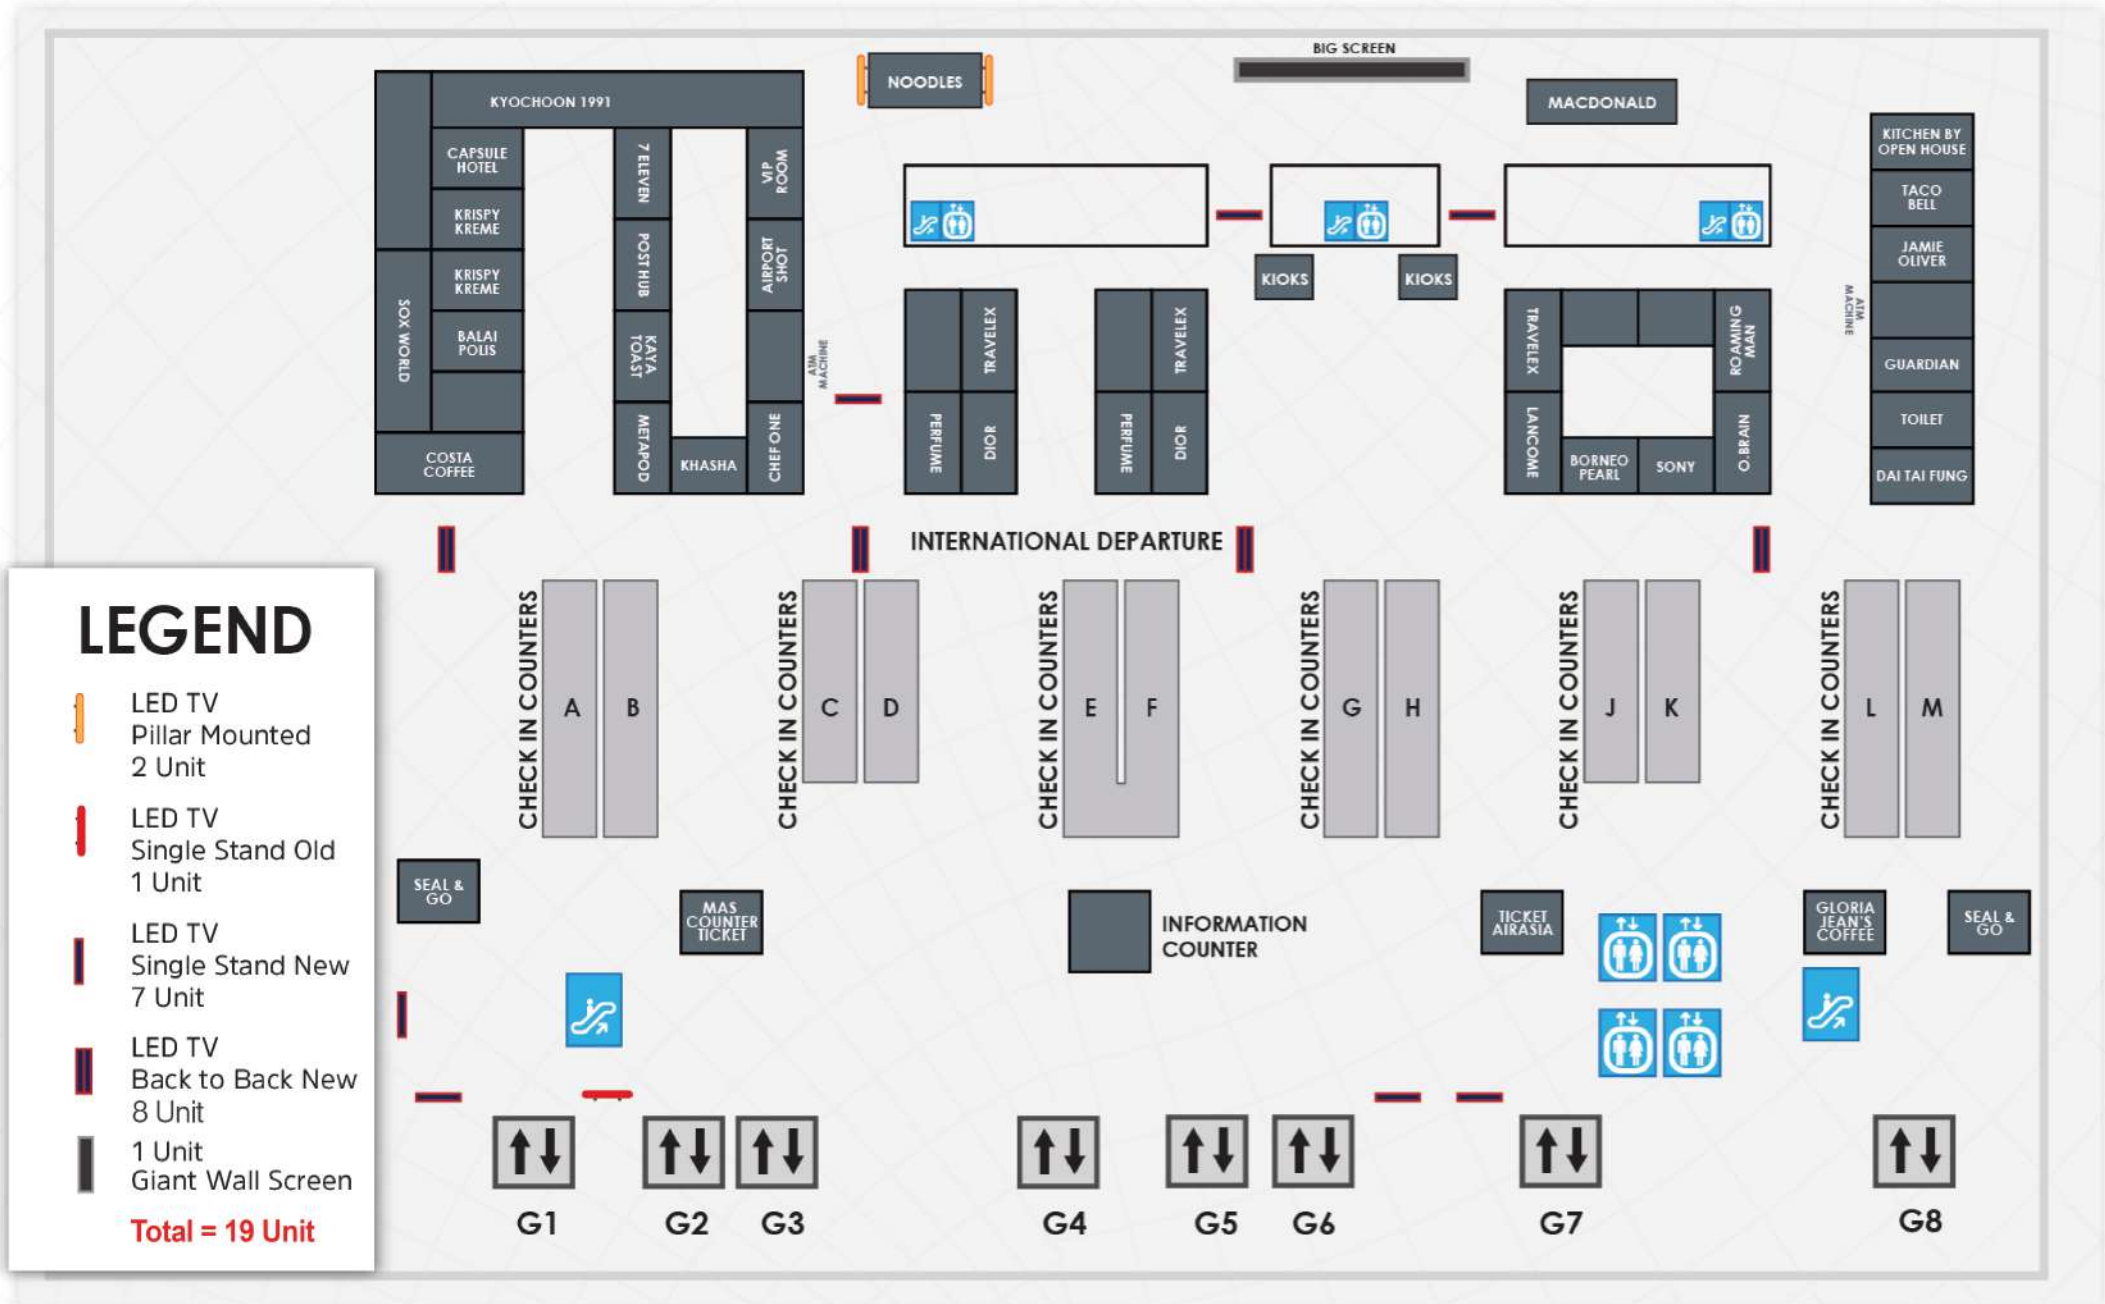 BIG SCREEN
NOODLES
MACDONALD
KYOCHOON 1991
CAPSULE
HOTEL
KRISPY
KREME
KRISPY
KREME
BALAI
POLIS
SOX WORLD
COSTA
COFFEE
7 ELEVEN
POST HUB
KAYA
TOAST
METAPOD
KHASHA
VIP
ROOM
AIRPORT
SHOT
CHEF ONE
ATM
MACHINE
TRAVELEX
PERFUME
DIOR
TRAVELEX
PERFUME
DIOR
KIOKS
KIOKS
TRAVELEX
LANCOME
BORNEO
PEARL
SONY
ROAMING
MAN
O.BRAIN
ATM
MACHINE
KITCHEN BY
OPEN HOUSE
TACO
BELL
JAMIE
OLIVER
GUARDIAN
TOILET
DAI TAI FUNG
INTERNATIONAL DEPARTURE
CHECK IN COUNTERS
A
B
CHECK IN COUNTERS
C
D
CHECK IN COUNTERS
E
F
CHECK IN COUNTERS
G
H
CHECK IN COUNTERS
J
K
CHECK IN COUNTERS
L
M
SEAL &
GO
MAS
COUNTER
TICKET
INFORMATION
COUNTER
TICKET
AIRASIA
GLORIA
JEAN'S
COFFEE
SEAL &
GO
G1
G2
G3
G4
G5
G6
G7
G8
LEGEND
LED TV
Pillar Mounted
2 Unit
LED TV
Single Stand Old
1 Unit
LED TV
Single Stand New
7 Unit
LED TV
Back to Back New
8 Unit
1 Unit
Giant Wall Screen
Total = 19 Unit